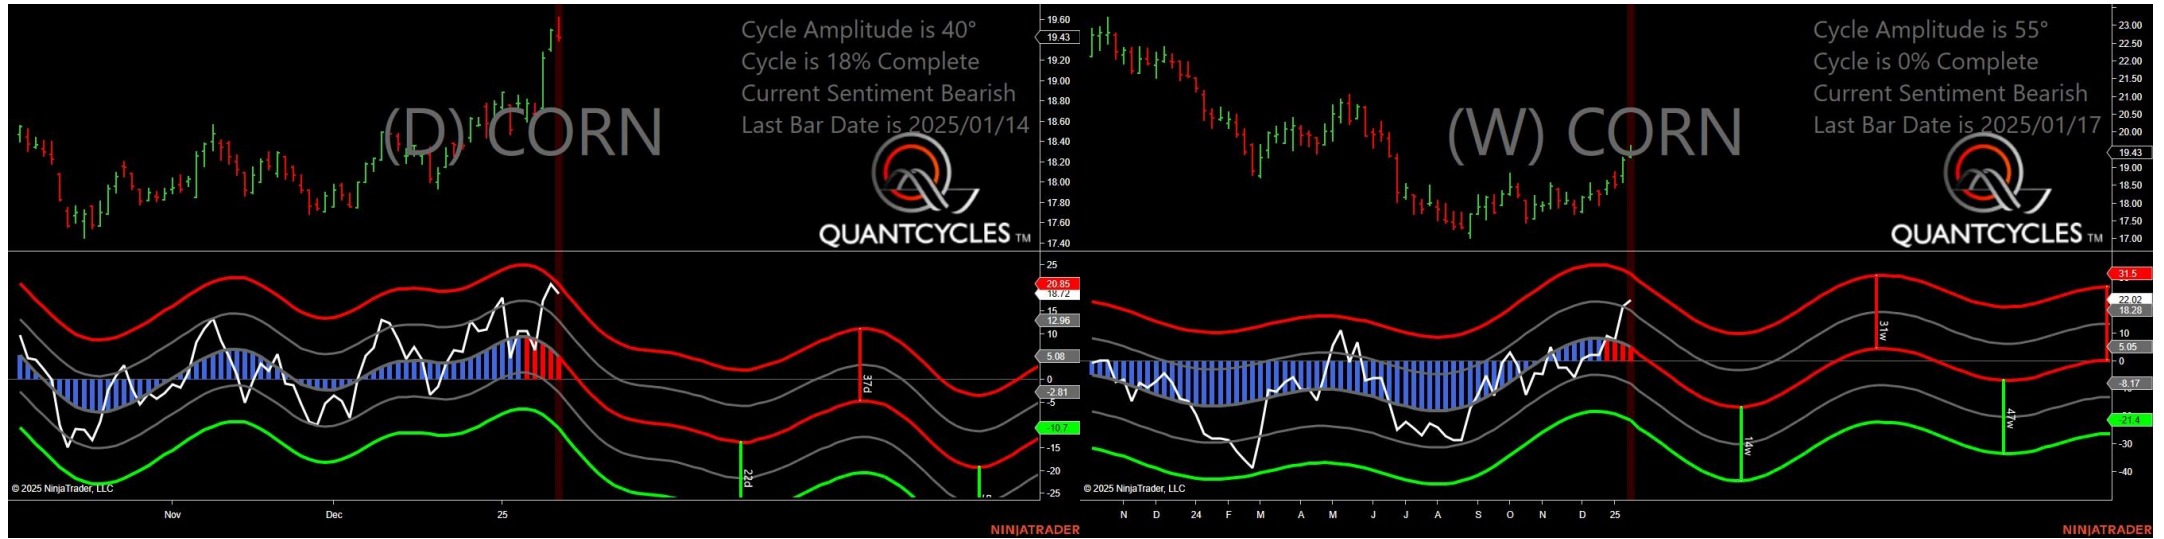 Cycle Amplitude is 40°
Cycle is 18% Complete
Current Sentiment Bearish
Last Bar Date is 2025/01/14
(D) CORN
QUANTCYCLES TM
19.60
19.43
19.20
19.00
18.80
18.60
18.40
18.20
18.00
17.80
17.60
17.40
25
20.85
18.72
15
12.96
10
5.08
0
-2.81
-5
-10.7
-15
-20
-25
37d
22d
© 2025 NinjaTrader, LLC
Nov
Dec
25
NINJATRADER
Cycle Amplitude is 55°
Cycle is 0% Complete
Current Sentiment Bearish
Last Bar Date is 2025/01/17
(W) CORN
QUANTCYCLES TM
23.00
22.50
22.00
21.50
21.00
20.50
20.00
19.43
19.00
18.50
18.00
17.50
17.00
31.5
22.02
18.28
10
5.05
0
-8.17
-21.4
-30
-40
31w
14w
47w
© 2025 NinjaTrader, LLC
N D 24 F M A M J J A S O N D 25
NINJATRADER